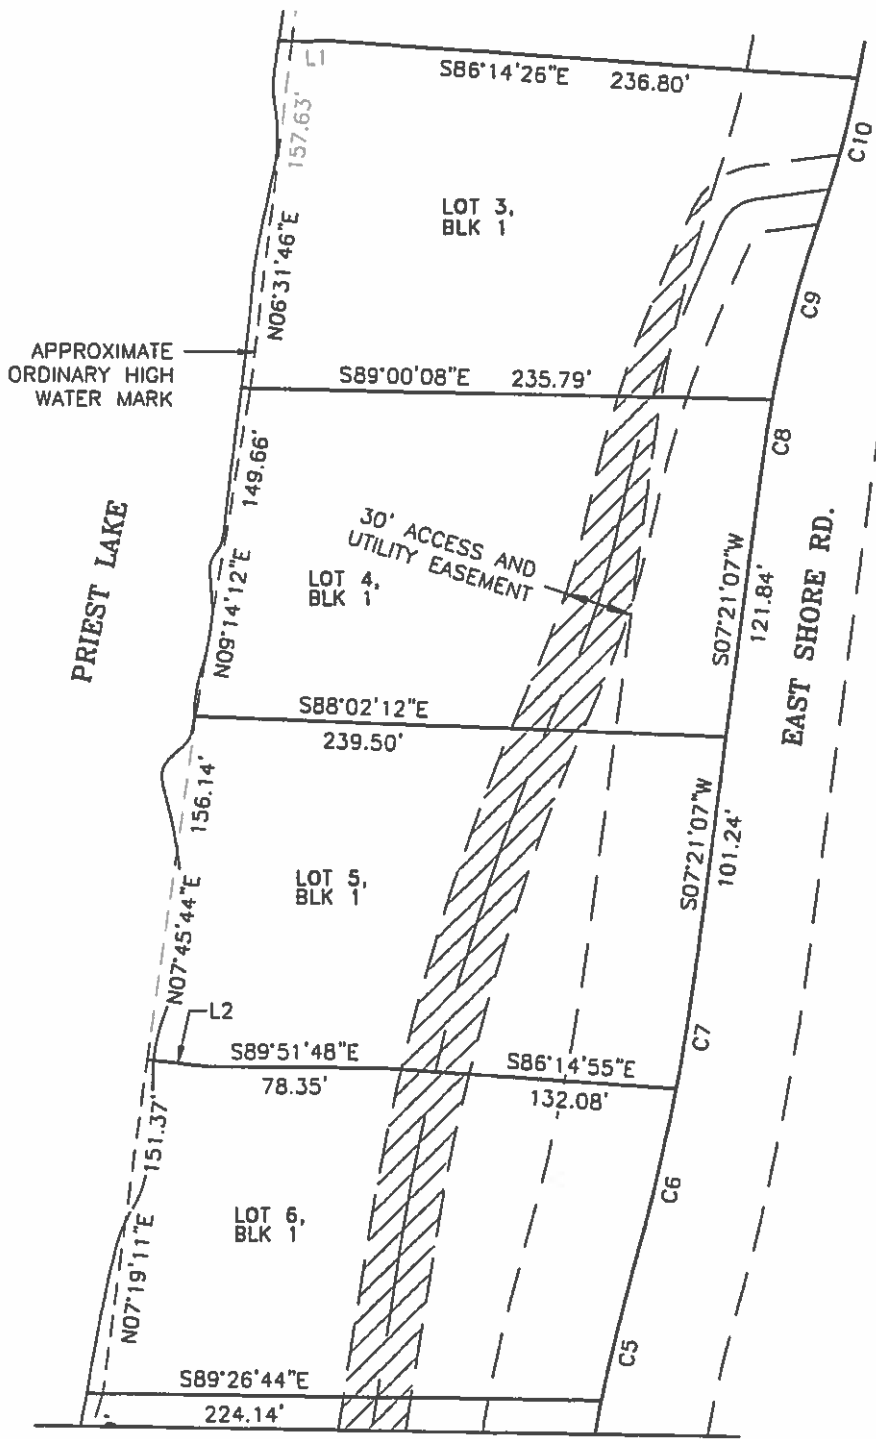 L1
S86°14'26"E 236.80'
157.63'
C10
LOT 3,
BLK 1
N06°31'46"E
C9
APPROXIMATE
ORDINARY HIGH
WATER MARK
S89°00'08"E 235.79'
C8
149.66'
PRIEST LAKE
30' ACCESS AND
UTILITY EASEMENT
LOT 4,
BLK 1
N09°14'12"E
S07°21'07"W
121.84'
EAST SHORE RD.
S88°02'12"E
239.50'
156.14'
S07°21'07"W
101.24'
LOT 5,
BLK 1
N07°45'44"E
L2
C7
S89°51'48"E
78.35'
S86°14'55"E
132.08'
151.37'
C6
LOT 6,
BLK 1
N07°19'11"E
C5
S89°26'44"E
224.14'